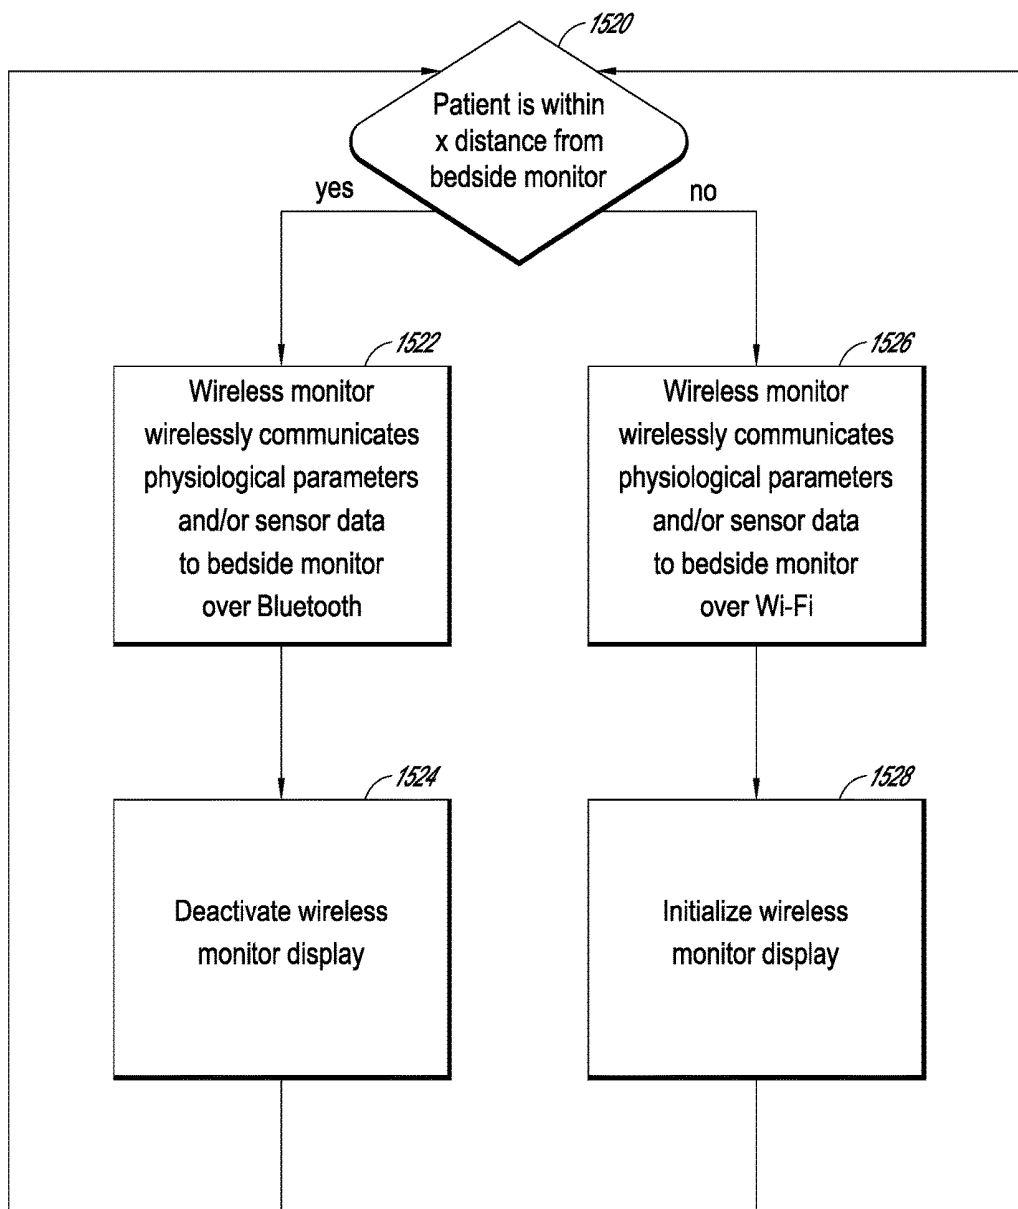 1520
Patient is within
x distance from
bedside monitor
yes
no
1522
Wireless monitor
wirelessly communicates
physiological parameters
and/or sensor data
to bedside monitor
over Bluetooth
1526
Wireless monitor
wirelessly communicates
physiological parameters
and/or sensor data
to bedside monitor
over Wi-Fi
1524
Deactivate wireless
monitor display
1528
Initialize wireless
monitor display